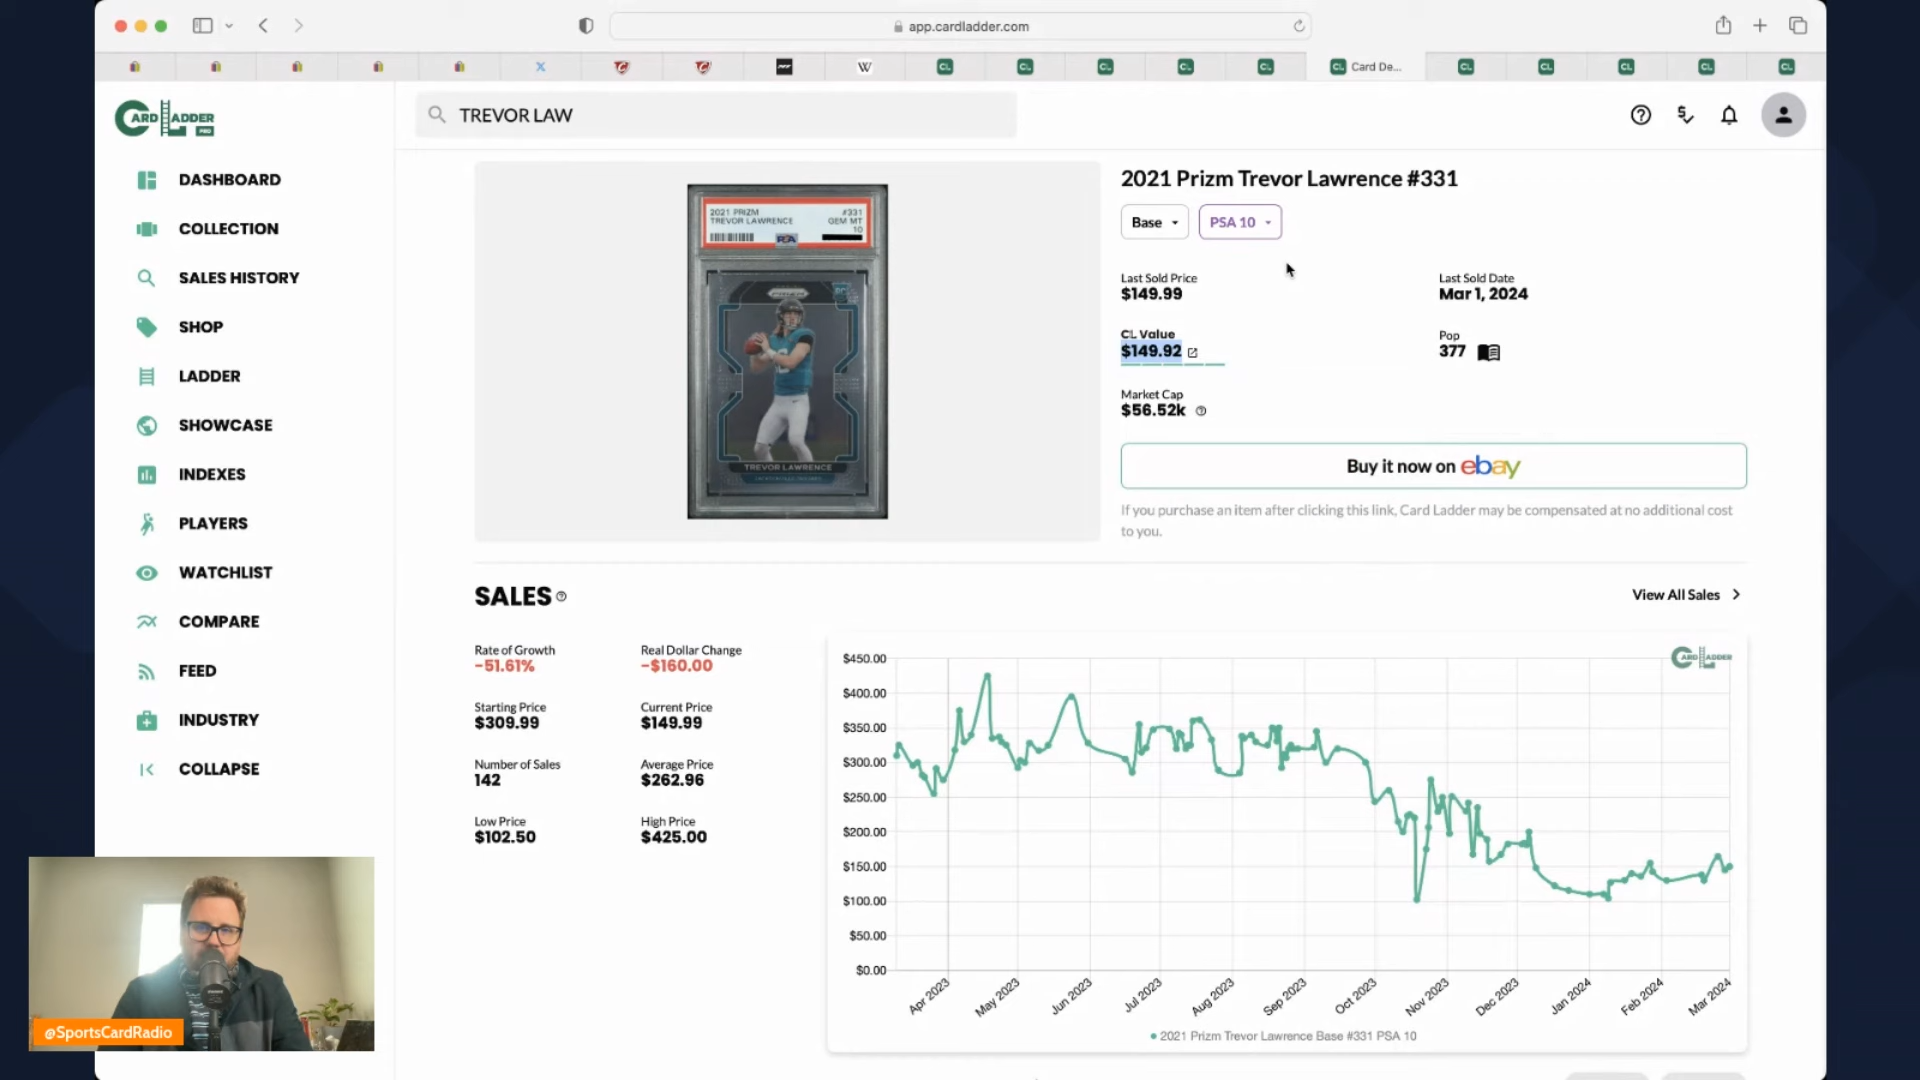 app.cardladder.com
W
CL Card De...
CARD LADDER
PRO
TREVOR LAW
DASHBOARD
COLLECTION
SALES HISTORY
SHOP
LADDER
SHOWCASE
INDEXES
PLAYERS
WATCHLIST
COMPARE
FEED
INDUSTRY
COLLAPSE
2021 PRIZM #331
TREVOR LAWRENCE GEM MT
10
PSA
PRIZM
TREVOR LAWRENCE
2021 Prizm Trevor Lawrence #331
Base PSA 10
Last Sold Price Last Sold Date
$149.99 Mar 1, 2024
CL Value Pop
$149.92 377
Market Cap
$56.52k
Buy it now on ebay
If you purchase an item after clicking this link, Card Ladder may be compensated at no additional cost
to you.
SALES
View All Sales
Rate of Growth Real Dollar Change
-51.61% -$160.00
Starting Price Current Price
$309.99 $149.99
Number of Sales Average Price
142 $262.96
Low Price High Price
$102.50 $425.00
CARD LADDER
$450.00
$400.00
$350.00
$300.00
$250.00
$200.00
$150.00
$100.00
$50.00
$0.00
Apr 2023 May 2023 Jun 2023 Jul 2023 Aug 2023 Sep 2023 Oct 2023 Nov 2023 Dec 2023 Jan 2024 Feb 2024 Mar 2024
2021 Prizm Trevor Lawrence Base #331 PSA 10
@SportsCardRadio